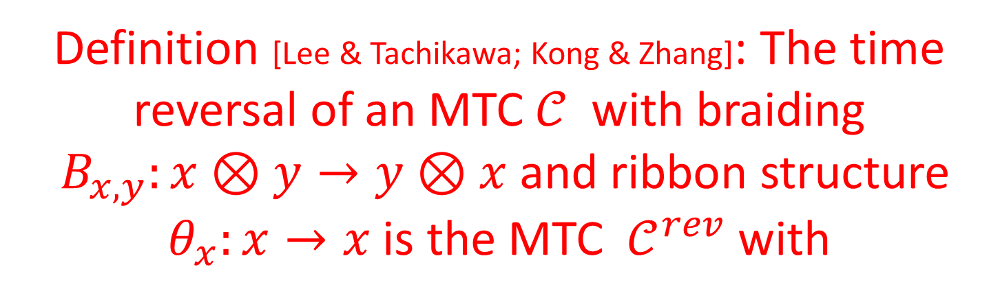 Definition [Lee & Tachikawa; Kong & Zhang]: The time
reversal of an MTC 𝒞 with braiding
B_{x,y}: x ⊗ y → y ⊗ x and ribbon structure
θ_x: x → x is the MTC 𝒞^{rev} with